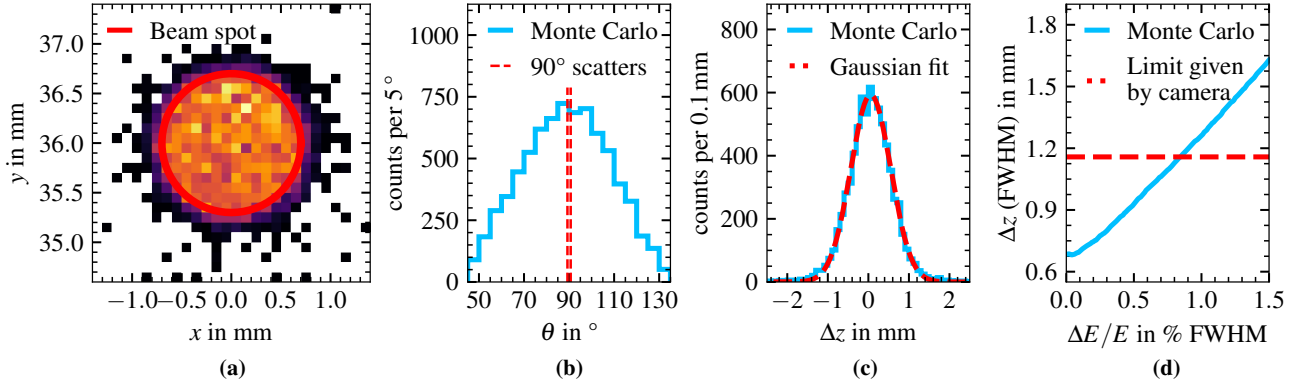 Beam spot
37.0
36.5
36.0
35.5
35.0
y in mm
−1.0
−0.5
0.0
0.5
1.0
x in mm
(a)
Monte Carlo
90° scatters
1000
750
500
250
0
counts per 5°
50
70
90
110
130
θ in °
(b)
Monte Carlo
Gaussian fit
800
600
400
200
0
counts per 0.1mm
−2
−1
0
1
2
Δz in mm
(c)
Monte Carlo
Limit given
by camera
1.8
1.5
1.2
0.9
0.6
Δz (FWHM) in mm
0.0
0.5
1.0
1.5
ΔE/E in % FWHM
(d)